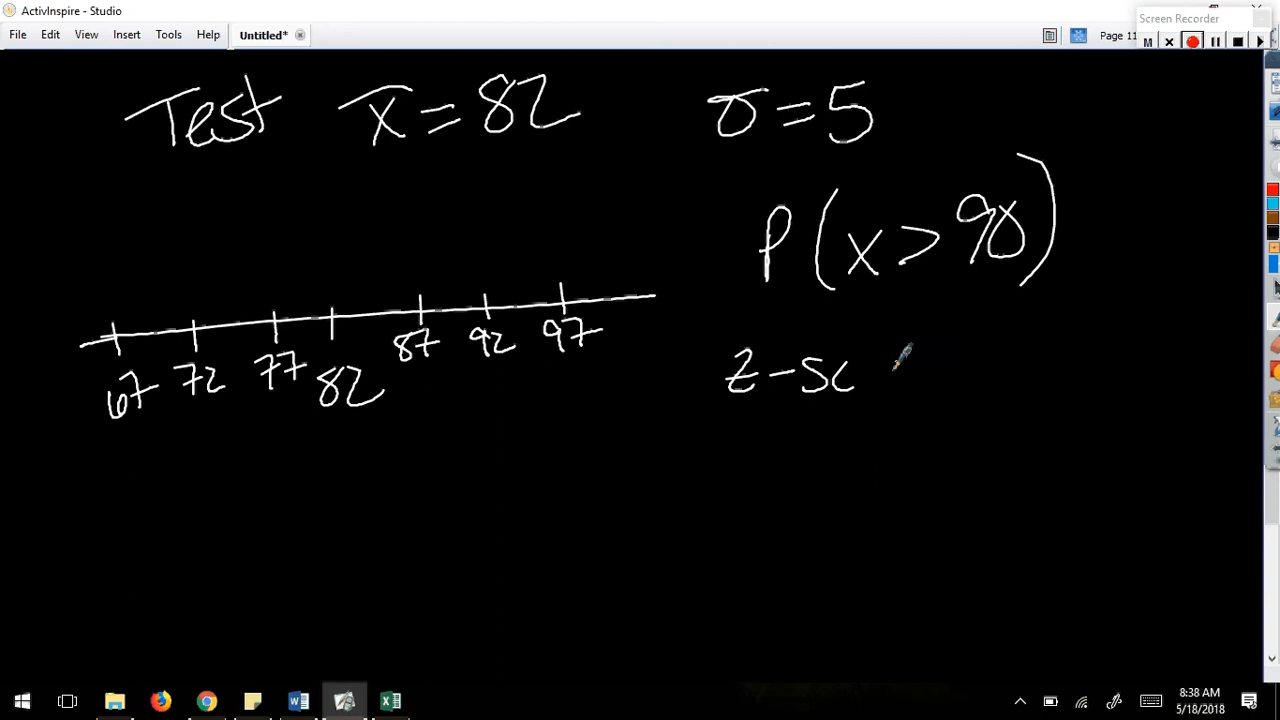 ActivInspire - Studio
Screen Recorder
File Edit View Insert Tools Help Untitled*
Page 11
Test x̄ = 82 σ = 5
P(x > 90)
67 72 77 82 87 92 97
z - sc
8:38 AM
5/18/2018